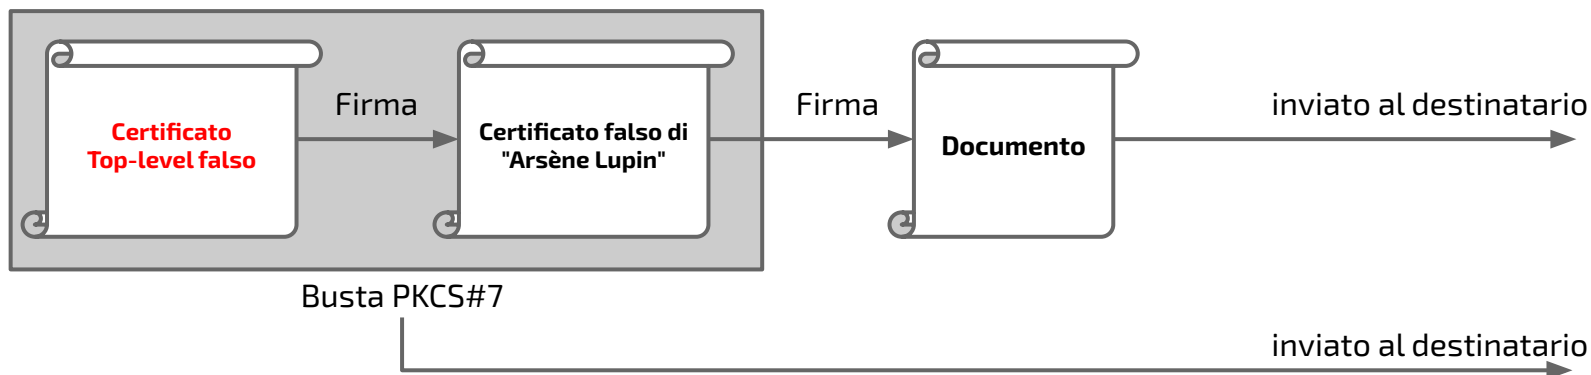 Firma
Firma
inviato al destinatario
Certificato
Top-level falso
Certificato falso di
"Arsène Lupin"
Documento
Busta PKCS#7
inviato al destinatario